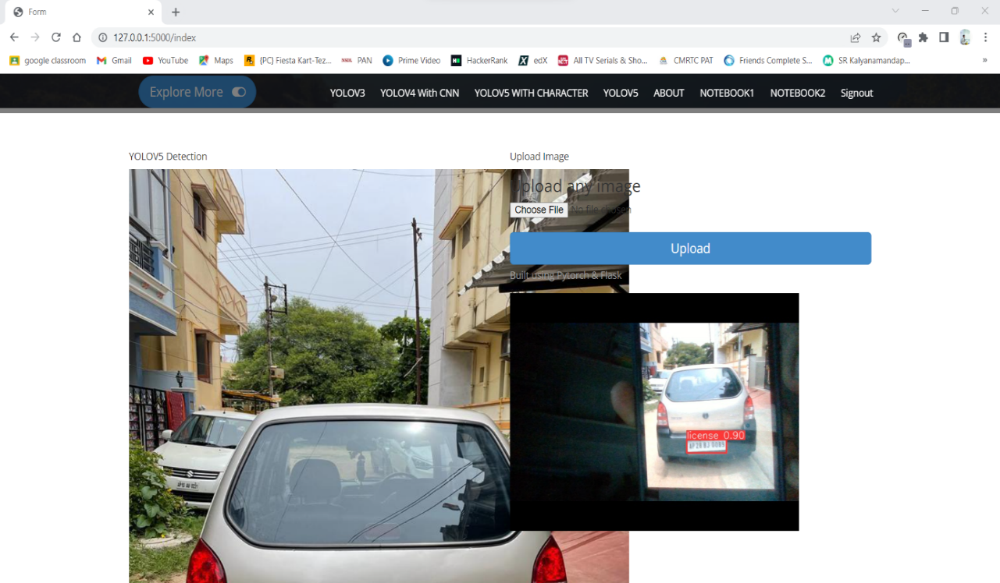 Form
127.0.0.1:5000/index
google classroom Gmail YouTube Maps {PC} Fiesta Kart-Tez... NSDL PAN Prime Video HackerRank edX All TV Serials & Sho... CMRTC PAT Friends Complete S... SR Kalyanamandap...
Explore More YOLOV3 YOLOV4 With CNN YOLOV5 WITH CHARACTER YOLOV5 ABOUT NOTEBOOK1 NOTEBOOK2 Signout
YOLOV5 Detection
Upload Image
Upload any image
Choose File No file chosen
Upload
Built using Pytorch & Flask
license 0.90